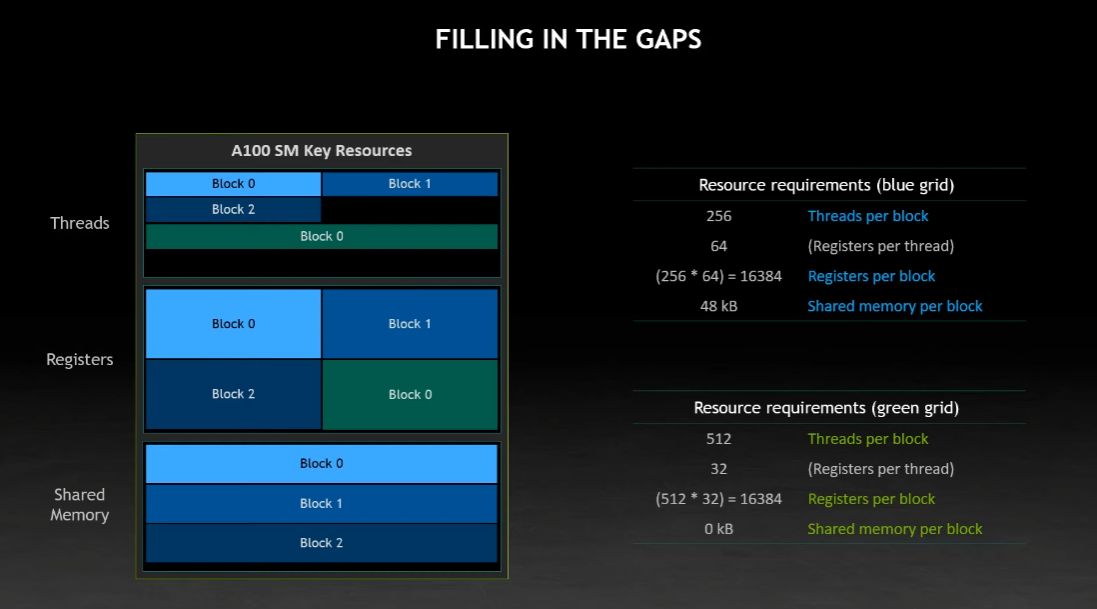 FILLING IN THE GAPS
A100 SM Key Resources
Threads
Block 0
Block 1
Block 2
Block 0
Registers
Block 0
Block 1
Block 2
Block 0
Shared
Memory
Block 0
Block 1
Block 2
Resource requirements (blue grid)
256 Threads per block
64 (Registers per thread)
(256 * 64) = 16384 Registers per block
48 kB Shared memory per block
Resource requirements (green grid)
512 Threads per block
32 (Registers per thread)
(512 * 32) = 16384 Registers per block
0 kB Shared memory per block